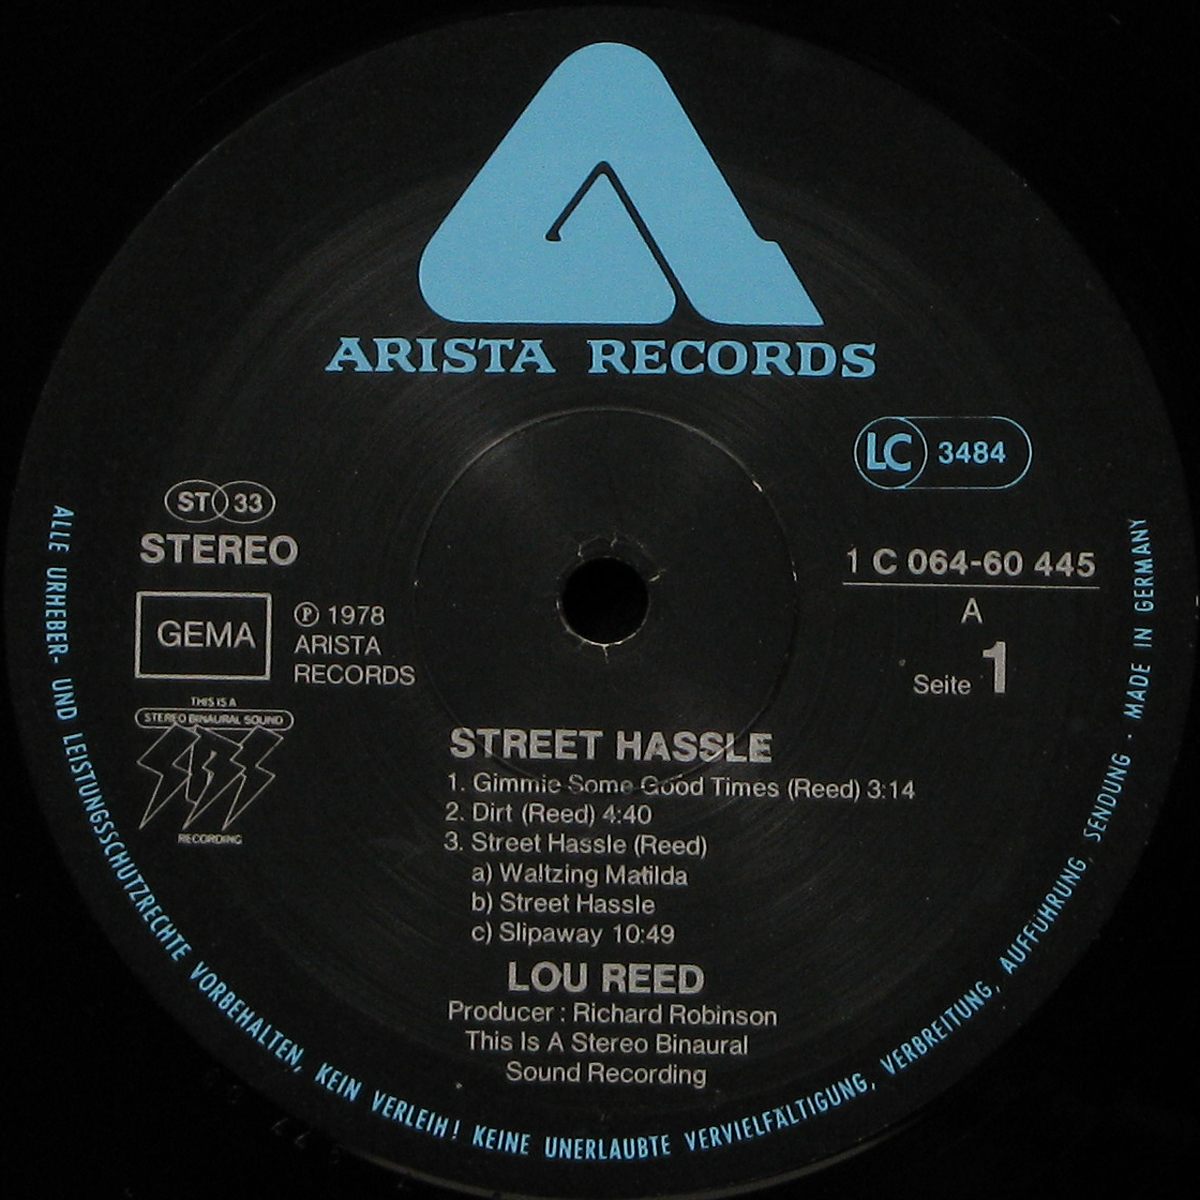 ARISTA RECORDS
LC 3484
ST 33
STEREO
GEMA
℗ 1978
ARISTA
RECORDS
THIS IS A
STEREO BINAURAL SOUND
SBS
RECORDING
1 C 064-60 445
A
Seite 1
STREET HASSLE
1. Gimmie Some Good Times (Reed) 3:14
2. Dirt (Reed) 4:40
3. Street Hassle (Reed)
a) Waltzing Matilda
b) Street Hassle
c) Slipaway 10:49
LOU REED
Producer : Richard Robinson
This Is A Stereo Binaural
Sound Recording
ALLE URHEBER- UND LEISTUNGSSCHUTZRECHTE VORBEHALTEN, KEIN VERLEIH! KEINE UNERLAUBTE VERVIELFÄLTIGUNG, VERBREITUNG, AUFFÜHRUNG, SENDUNG · MADE IN GERMANY